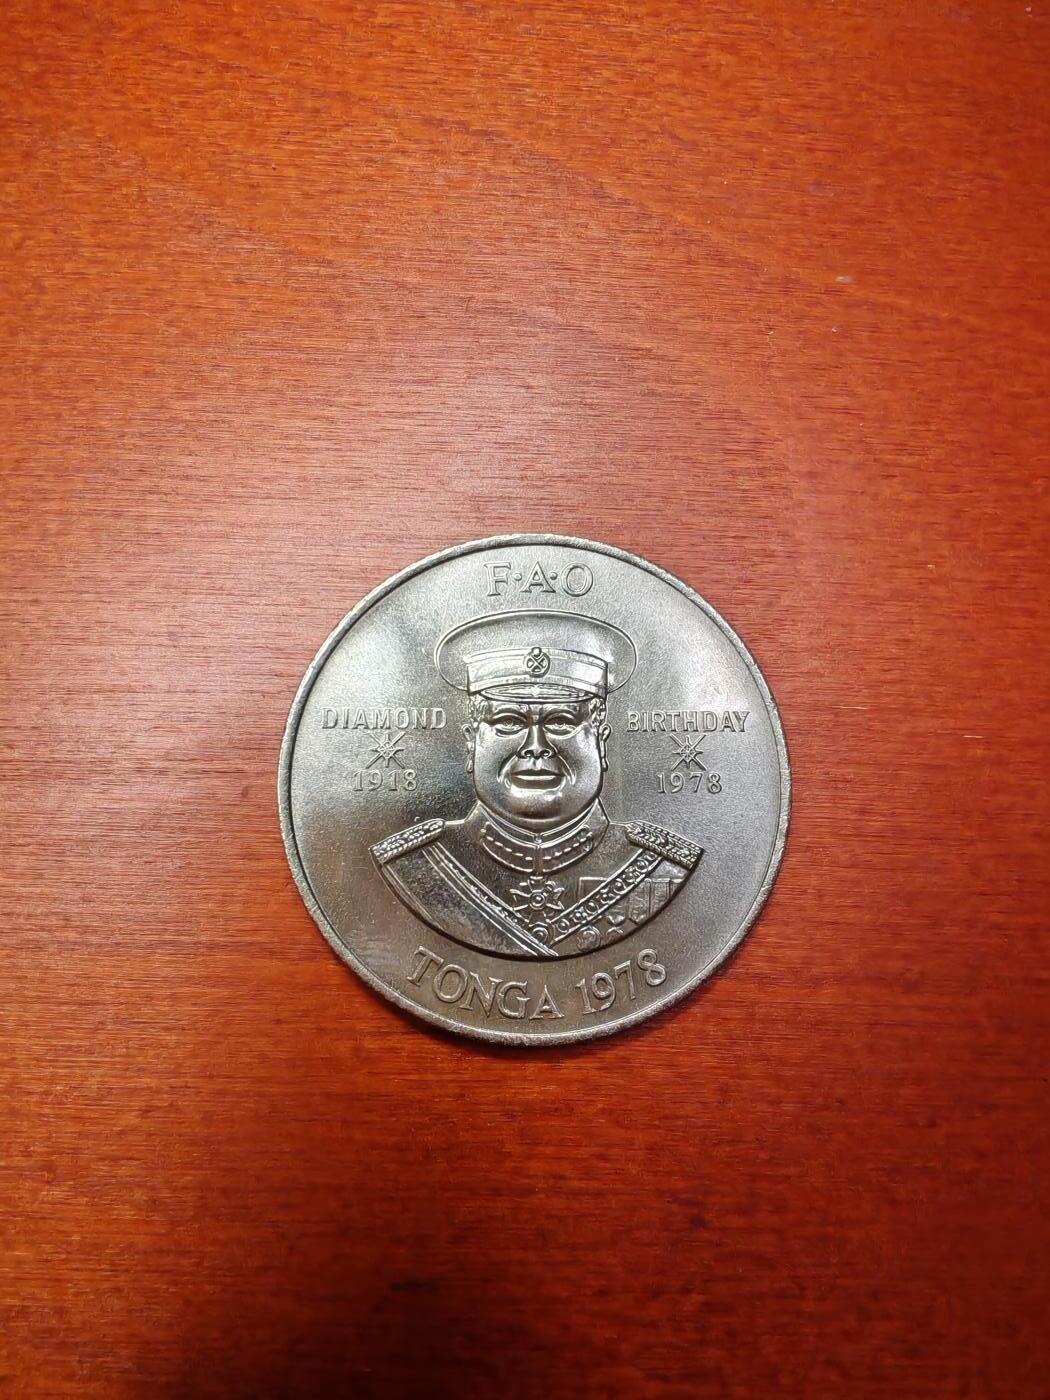 F·A·O
DIAMOND BIRTHDAY
1918 1978
TONGA 1978